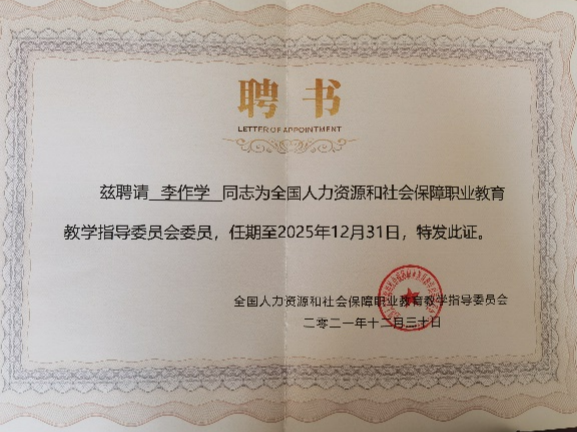 聘书
LETTER OF APPOINTMENT
兹聘请 李作学 同志为全国人力资源和社会保障职业教育
教学指导委员会委员，任期至2025年12月31日，特发此证。
全国人力资源和社会保障职业教育教学指导委员会
二零二一年十二月三十日